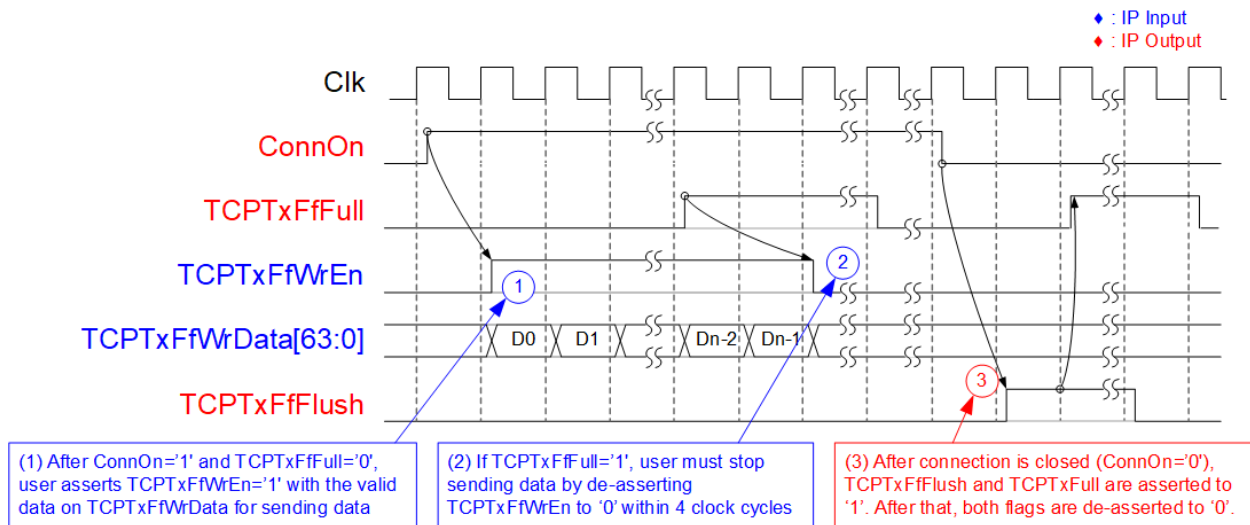 ♦ : IP Input
♦ : IP Output
Clk
ConnOn
TCPTxFfFull
TCPTxFfWrEn
2
1
TCPTxFfWrData[63:0]
D0
D1
Dn-2
Dn-1
3
TCPTxFfFlush
(1) After ConnOn='1' and TCPTxFfFull='0',
user asserts TCPTxFfWrEn='1' with the valid
data on TCPTxFfWrData for sending data
(2) If TCPTxFfFull='1', user must stop
sending data by de-asserting
TCPTxFfWrEn to ‘0’ within 4 clock cycles
(3) After connection is closed (ConnOn='0'),
TCPTxFfFlush and TCPTxFull are asserted to
‘1’. After that, both flags are de-asserted to ‘0’.